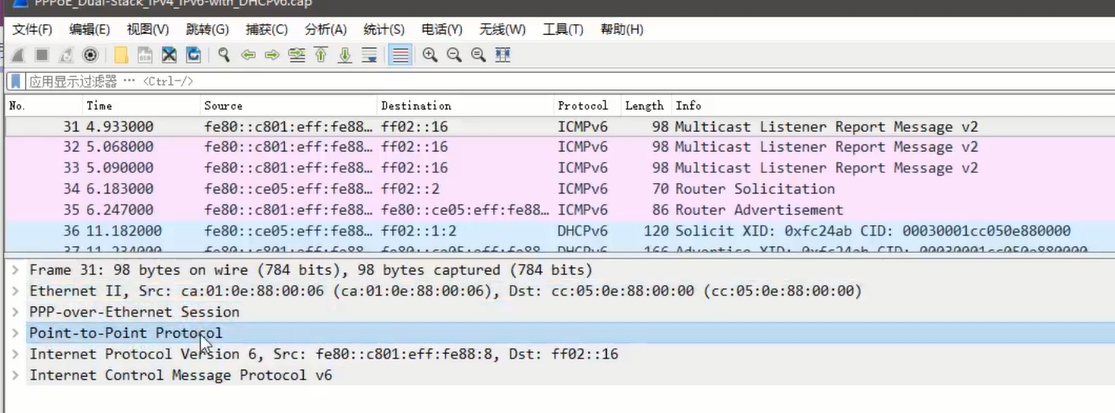 PPPoE_Dual-Stack_IPv4_IPv6-with_DHCPv6.cap
文件(F) 编辑(E) 视图(V) 跳转(G) 捕获(C) 分析(A) 统计(S) 电话(Y) 无线(W) 工具(T) 帮助(H)
应用显示过滤器 … <Ctrl-/>
No. Time Source Destination Protocol Length Info
31 4.933000 fe80::c801:eff:fe88… ff02::16 ICMPv6 98 Multicast Listener Report Message v2
32 5.068000 fe80::c801:eff:fe88… ff02::16 ICMPv6 98 Multicast Listener Report Message v2
33 5.090000 fe80::c801:eff:fe88… ff02::16 ICMPv6 98 Multicast Listener Report Message v2
34 6.183000 fe80::ce05:eff:fe88… ff02::2 ICMPv6 70 Router Solicitation
35 6.247000 fe80::c801:eff:fe88… fe80::ce05:eff:fe88… ICMPv6 86 Router Advertisement
36 11.182000 fe80::ce05:eff:fe88… ff02::1:2 DHCPv6 120 Solicit XID: 0xfc24ab CID: 00030001cc050e880000
37 11.234000 fe80::c801:eff:fe88 fe80::ce05:eff:fe88 DHCPv6 166 Advertise XID: 0xfc24ab CID: 00030001cc050e880000
Frame 31: 98 bytes on wire (784 bits), 98 bytes captured (784 bits)
Ethernet II, Src: ca:01:0e:88:00:06 (ca:01:0e:88:00:06), Dst: cc:05:0e:88:00:00 (cc:05:0e:88:00:00)
PPP-over-Ethernet Session
Point-to-Point Protocol
Internet Protocol Version 6, Src: fe80::c801:eff:fe88:8, Dst: ff02::16
Internet Control Message Protocol v6